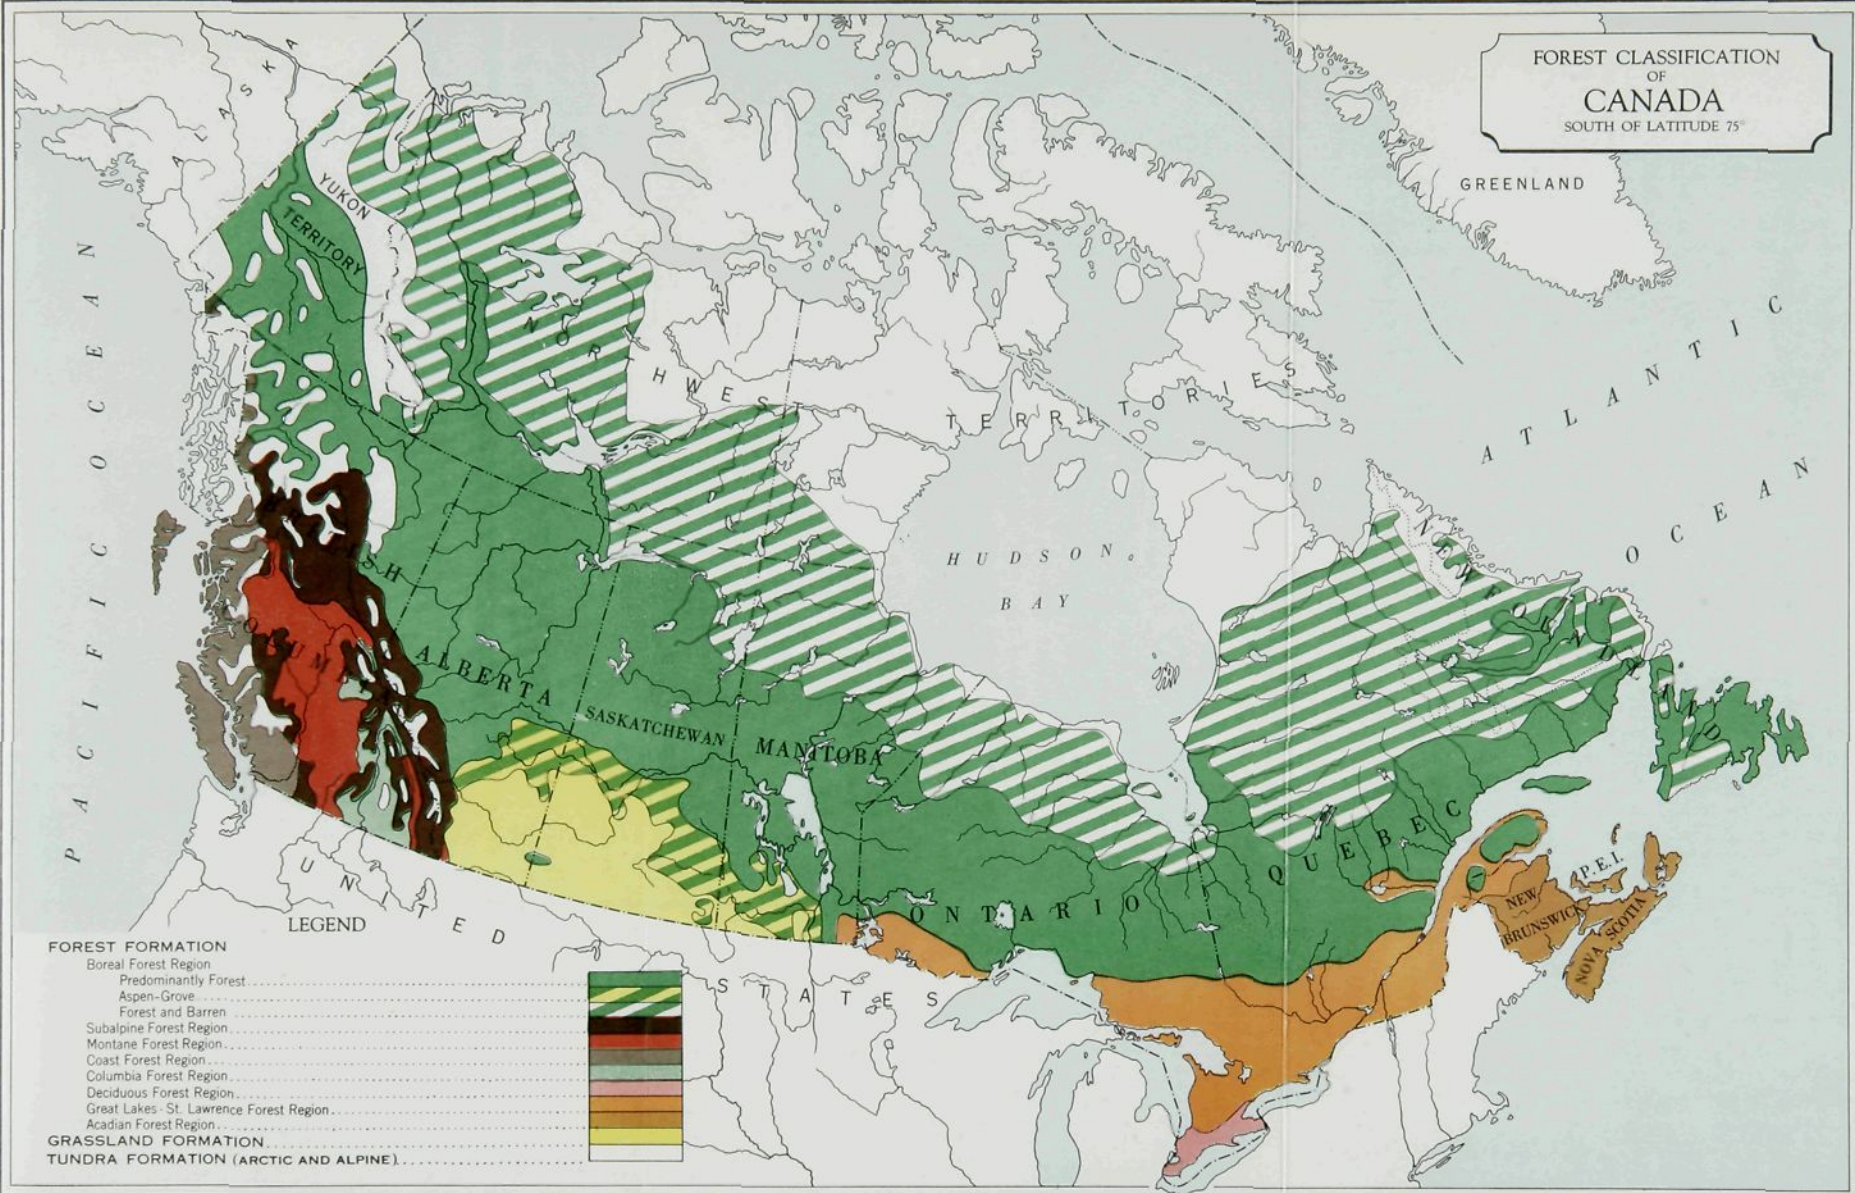 FOREST CLASSIFICATION
OF
CANADA
SOUTH OF LATITUDE 75°
GREENLAND
ALASKA
YUKON
TERRITORY
NORTHWEST TERRITORIES
PACIFIC OCEAN
ATLANTIC
OCEAN
HUDSON
BAY
NEWFOUNDLAND
ISH
COLUMB
ALBERTA
SASKATCHEWAN
MANITOBA
ONTARIO
QUEBEC
P.E.I.
NEW
BRUNSWICK
NOVA SCOTIA
UNITED
STATES
LEGEND
FOREST FORMATION
Boreal Forest Region
Predominantly Forest
Aspen-Grove
Forest and Barren
Subalpine Forest Region
Montane Forest Region
Coast Forest Region
Columbia Forest Region
Deciduous Forest Region
Great Lakes - St. Lawrence Forest Region
Acadian Forest Region
GRASSLAND FORMATION
TUNDRA FORMATION (ARCTIC AND ALPINE)